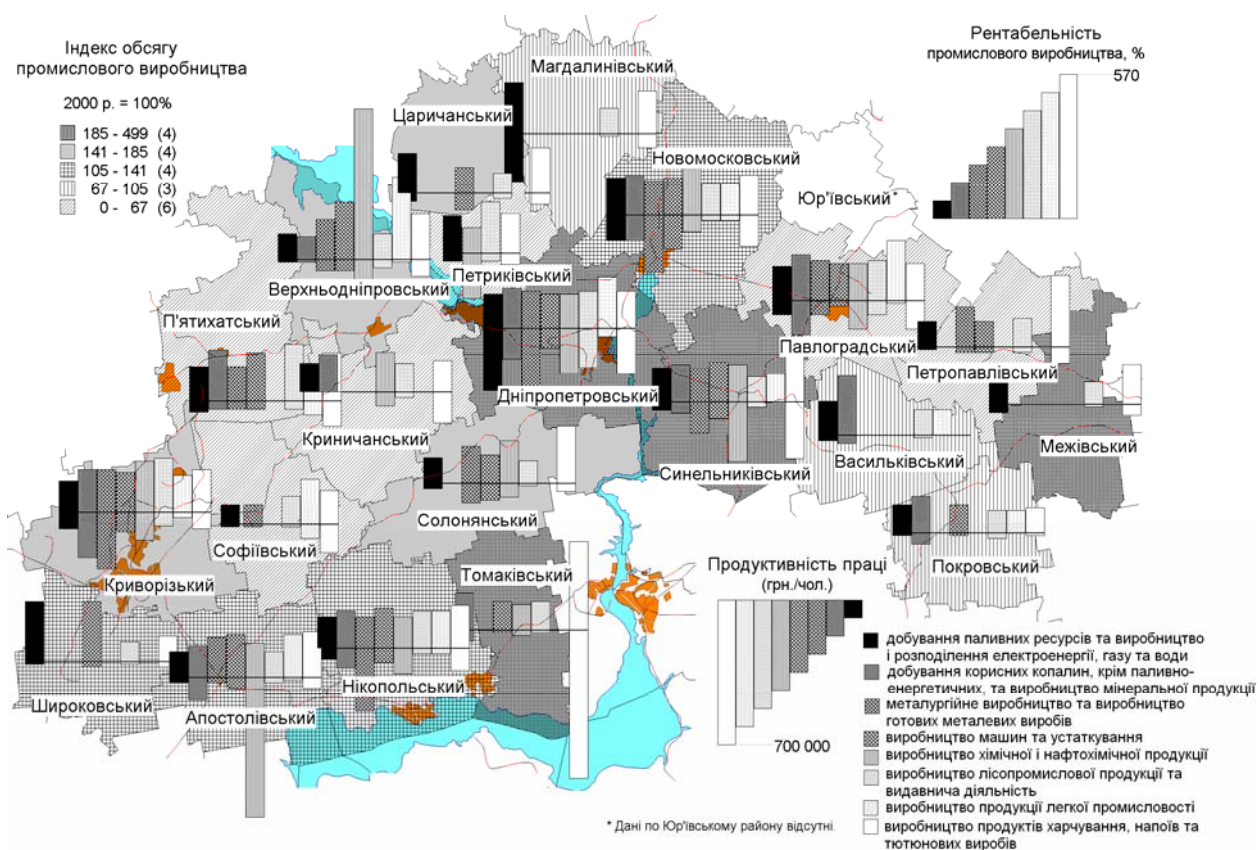 Індекс обсягу
промислового виробництва
2000 р. = 100%
185 - 499 (4)
141 - 185 (4)
105 - 141 (4)
67 - 105 (3)
0 - 67 (6)
Рентабельність
промислового виробництва, %
570
Магдалинівський
Царичанський
Новомосковський
Юр'ївський*
Петриківський
Верхньодніпровський
П'ятихатський
Павлоградський
Петропавлівський
Дніпропетровський
Криничанський
Межівський
Васильківський
Синельниківський
Солонянський
Софіївський
Криворізький
Покровський
Томаківський
Нікопольський
Широковський
Апостолівський
Продуктивність праці
(грн./чол.)
700 000
добування паливних ресурсів та виробництво
і розподілення електроенергії, газу та води
добування корисних копалин, крім паливно-
енергетичних, та виробництво мінеральної продукції
металургійне виробництво та виробництво
готових металевих виробів
виробництво машин та устаткування
виробництво хімічної і нафтохімічної продукції
виробництво лісопромислової продукції та
видавнича діяльність
виробництво продукції легкої промисловості
виробництво продуктів харчування, напоїв та
тютюнових виробів
* Дані по Юр'ївському району відсутні